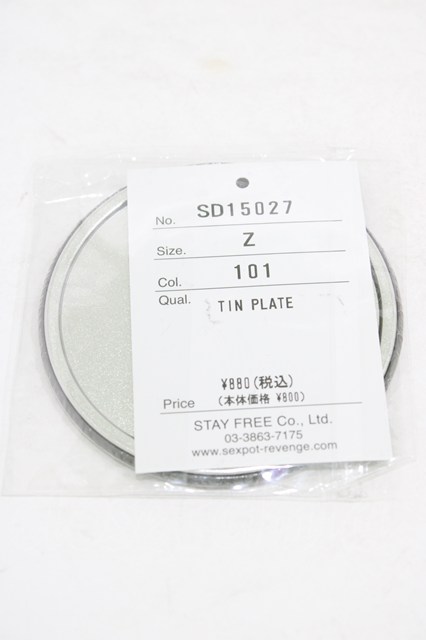 No. SD15027
Size. Z
Col. 101
Qual. TIN PLATE
¥880(税込)
Price (本体価格 ¥800)
STAY FREE Co., Ltd.
03-3863-7175
www.sexpot-revenge.com